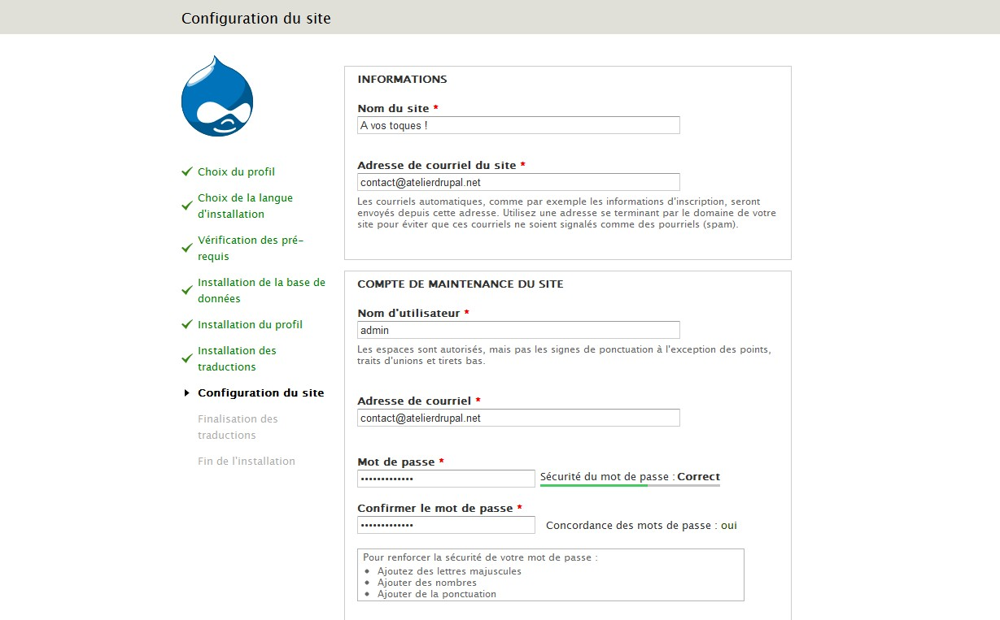 Configuration du site
Choix du profil
Choix de la langue
d'installation
Vérification des pré-
requis
Installation de la base de
données
Installation du profil
Installation des
traductions
Configuration du site
Finalisation des
traductions
Fin de l'installation
INFORMATIONS
Nom du site *
A vos toques !
Adresse de courriel du site *
contact@atelierdrupal.net
Les courriels automatiques, comme par exemple les informations d'inscription, seront
envoyés depuis cette adresse. Utilisez une adresse se terminant par le domaine de votre
site pour éviter que ces courriels ne soient signalés comme des pourriels (spam).
COMPTE DE MAINTENANCE DU SITE
Nom d'utilisateur *
admin
Les espaces sont autorisés, mais pas les signes de ponctuation à l'exception des points,
traits d'unions et tirets bas.
Adresse de courriel *
contact@atelierdrupal.net
Mot de passe *
•••••••••••••
Sécurité du mot de passe : Correct
Confirmer le mot de passe *
•••••••••••••
Concordance des mots de passe : oui
Pour renforcer la sécurité de votre mot de passe :
• Ajoutez des lettres majuscules
• Ajouter des nombres
• Ajouter de la ponctuation